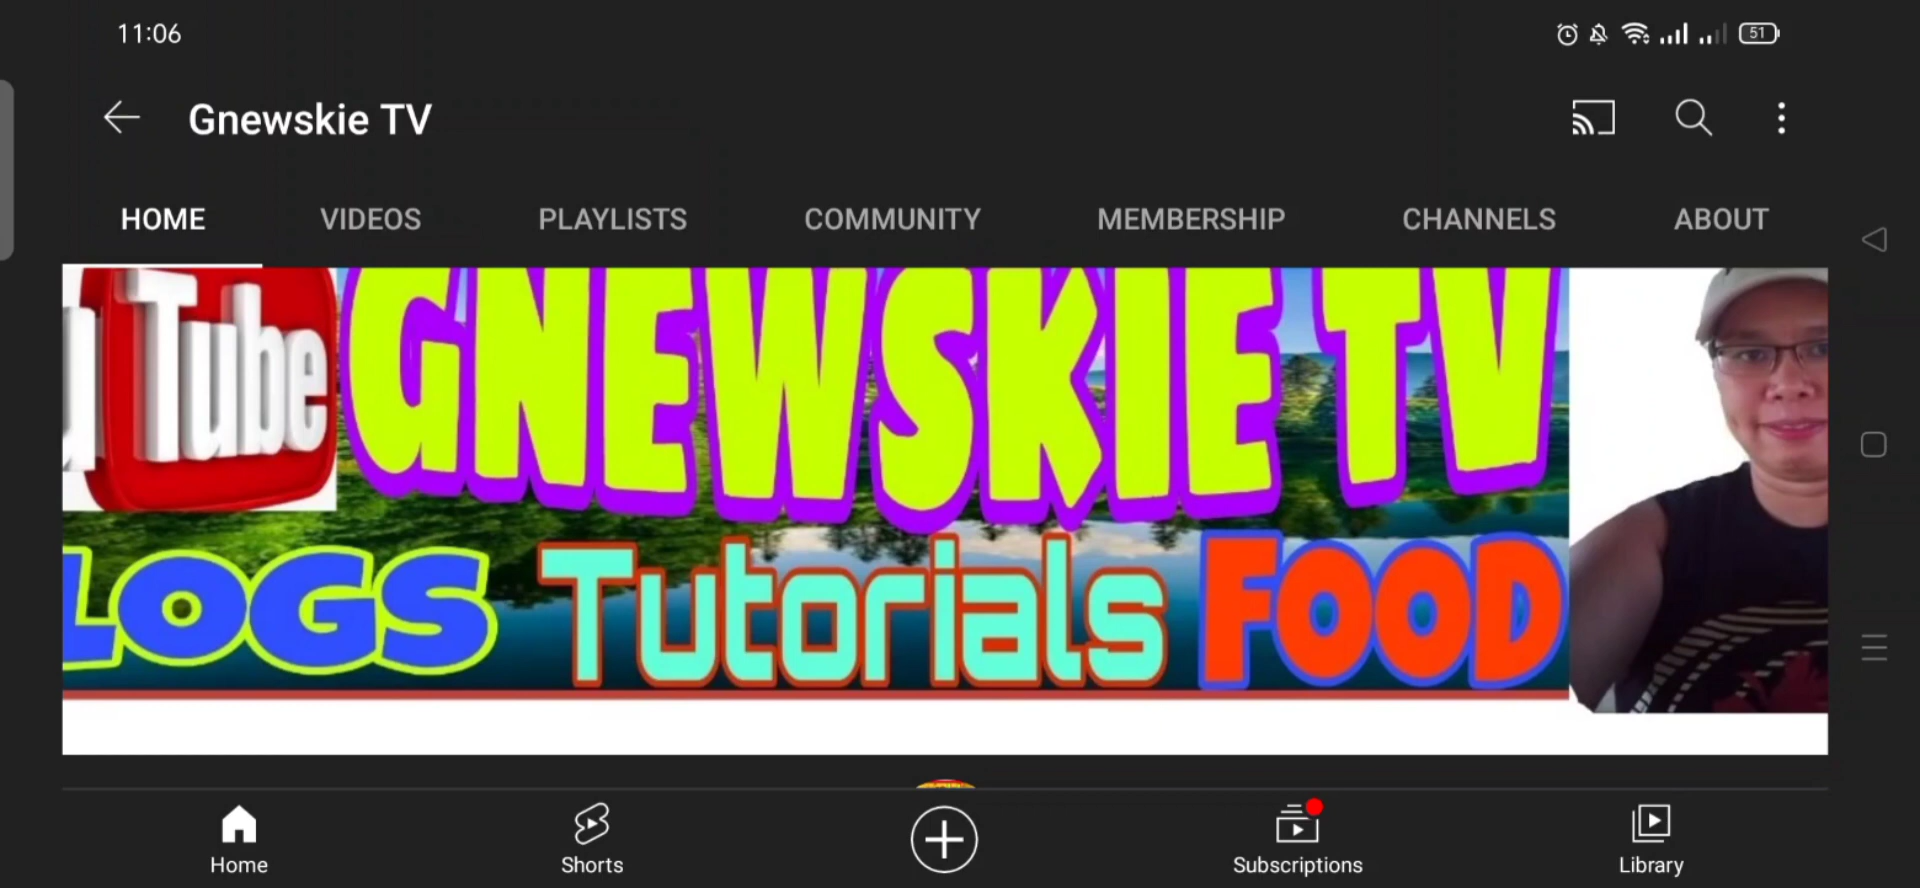 11:06
51
Gnewskie TV
HOME VIDEOS PLAYLISTS COMMUNITY MEMBERSHIP CHANNELS ABOUT
u Tube
GNEWSKIE TV
LOGS Tutorials FOOD
Home Shorts Subscriptions Library